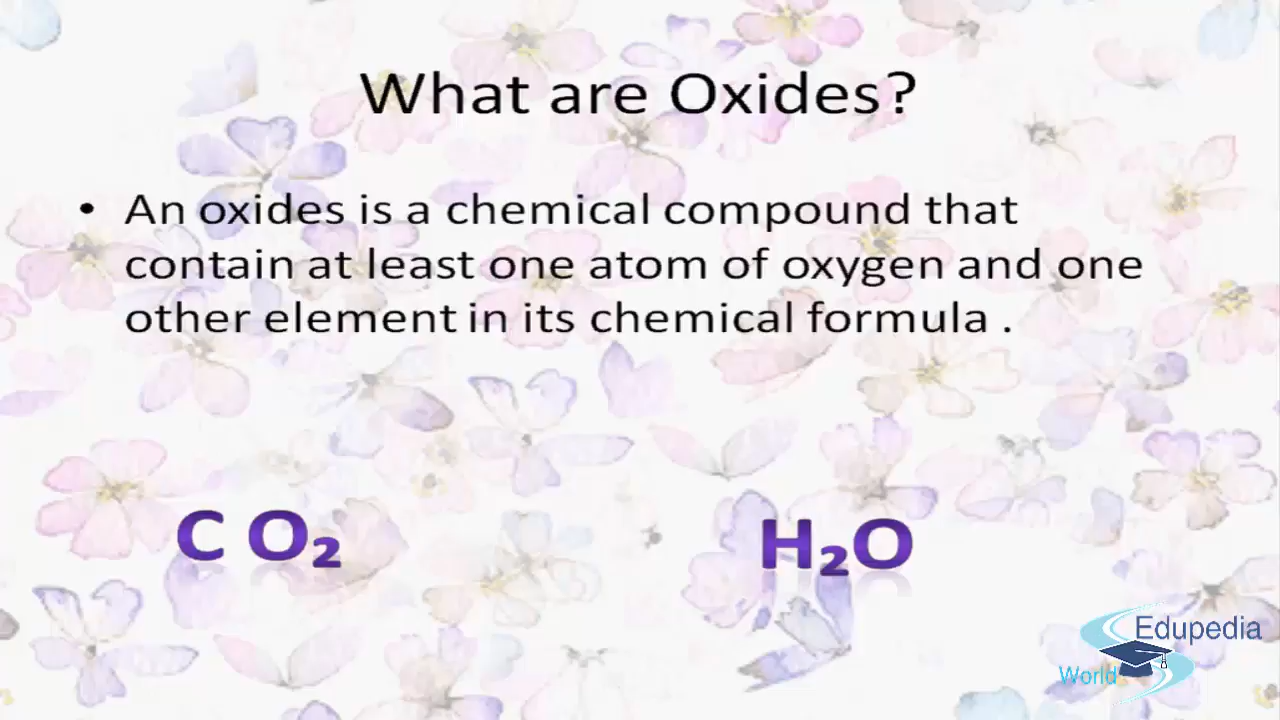 What are Oxides?
• An oxides is a chemical compound that
contain at least one atom of oxygen and one
other element in its chemical formula .
C O₂
H₂O
Edupedia
World